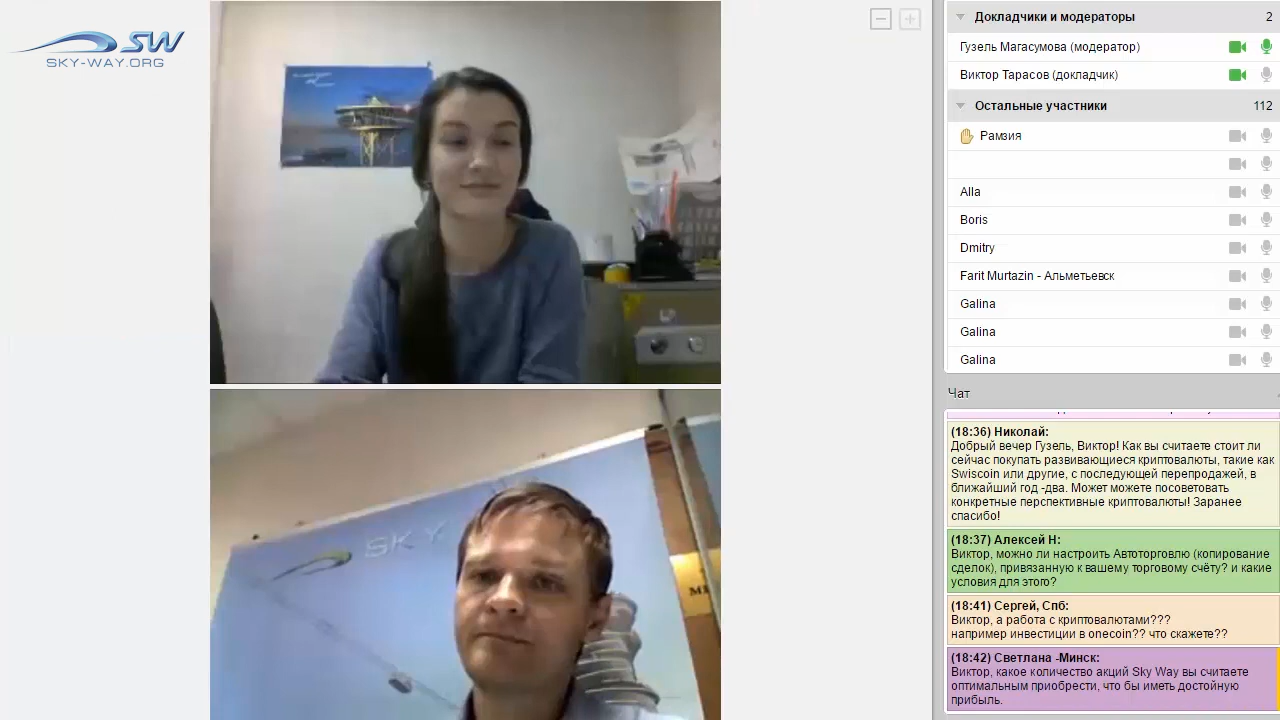 SW
SKY-WAY.ORG
SKY
Докладчики и модераторы 2
Гузель Магасумова (модератор)
Виктор Тарасов (докладчик)
Остальные участники 112
Рамзия
Alla
Boris
Dmitry
Farit Murtazin - Альметьевск
Galina
Galina
Galina
Чат
(18:36) Николай:
Добрый вечер Гузель, Виктор! Как вы считаете стоит ли
сейчас покупать развивающиеся криптовалюты, такие как
Swiscoin или другие, с последующей перепродажей, в
ближайший год -два. Может можете посоветовать
конкретные перспективные криптовалюты! Заранее
спасибо!
(18:37) Алексей Н:
Виктор, можно ли настроить Автоторговлю (копирование
сделок), привязанную к вашему торговому счёту? и какие
условия для этого?
(18:41) Сергей, Спб:
Виктор, а работа с криптовалютами???
например инвестиции в onecoin?? что скажете??
(18:42) Светлана -Минск:
Виктор, какое количество акций Sky Way вы считаете
оптимальным приобрести, что бы иметь достойную
прибыль.